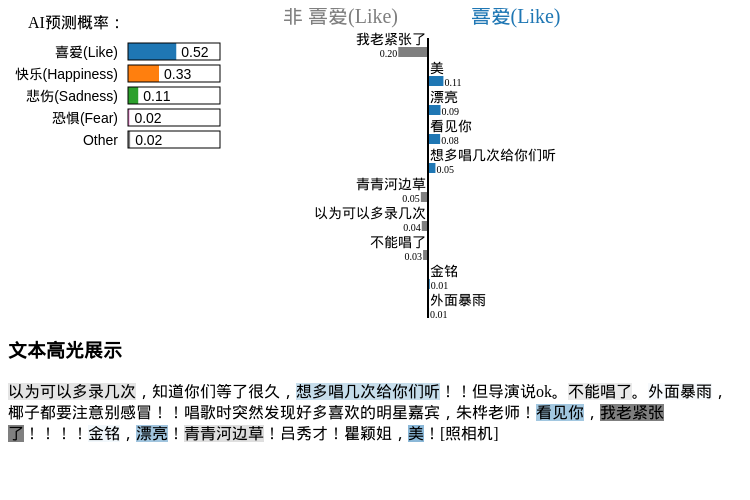 AI预测概率：
喜爱(Like) 0.52
快乐(Happiness) 0.33
悲伤(Sadness) 0.11
恐惧(Fear) 0.02
Other 0.02
非 喜爱(Like) 喜爱(Like)
我老紧张了
0.20
美
0.11
漂亮
0.09
看见你
0.08
想多唱几次给你们听
0.05
青青河边草
0.05
以为可以多录几次
0.04
不能唱了
0.03
金铭
0.01
外面暴雨
0.01
文本高光展示
以为可以多录几次，知道你们等了很久，想多唱几次给你们听！！但导演说ok。不能唱了。外面暴雨，
椰子都要注意别感冒！！唱歌时突然发现好多喜欢的明星嘉宾，朱桦老师！看见你，我老紧张
了！！！！金铭，漂亮！青青河边草！吕秀才！瞿颖姐，美！[照相机]